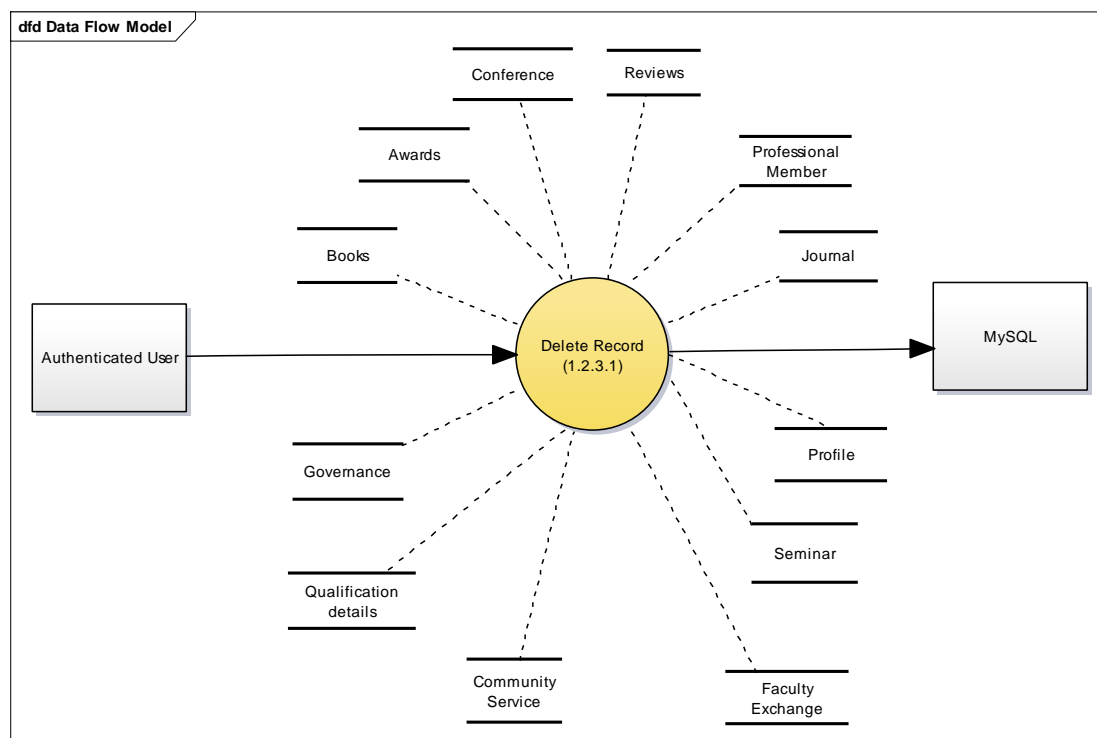 dfd Data Flow Model
Conference
Reviews
Awards
Professional
Member
Books
Journal
Authenticated User
Delete Record
(1.2.3.1)
MySQL
Governance
Profile
Seminar
Qualification
details
Community
Service
Faculty
Exchange